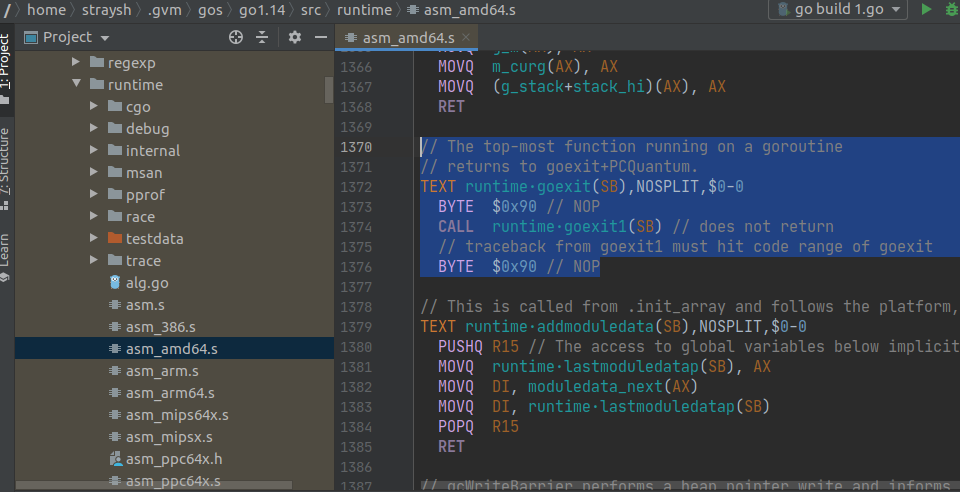 / home straysh .gvm gos go1.14 src runtime asm_amd64.s go build 1.go
1: Project
7: Structure
Learn
Project
regexp
runtime
cgo
debug
internal
msan
pprof
race
testdata
trace
alg.go
asm.s
asm_386.s
asm_amd64.s
asm_arm.s
asm_arm64.s
asm_mips64x.s
asm_mipsx.s
asm_ppc64x.h
asm_ppc64x.s
asm_amd64.s
1366 MOVQ m_curg(AX), AX
1367 MOVQ (g_stack+stack_hi)(AX), AX
1368 RET
1369
1370 // The top-most function running on a goroutine
1371 // returns to goexit+PCQuantum.
1372 TEXT runtime·goexit(SB),NOSPLIT,$0-0
1373 BYTE $0x90 // NOP
1374 CALL runtime·goexit1(SB) // does not return
1375 // traceback from goexit1 must hit code range of goexit
1376 BYTE $0x90 // NOP
1377
1378 // This is called from .init_array and follows the platform,
1379 TEXT runtime·addmoduledata(SB),NOSPLIT,$0-0
1380 PUSHQ R15 // The access to global variables below implicit
1381 MOVQ runtime·lastmoduledatap(SB), AX
1382 MOVQ DI, moduledata_next(AX)
1383 MOVQ DI, runtime·lastmoduledatap(SB)
1384 POPQ R15
1385 RET
1386
1387 // gcWriteBarrier performs a heap pointer write and informs